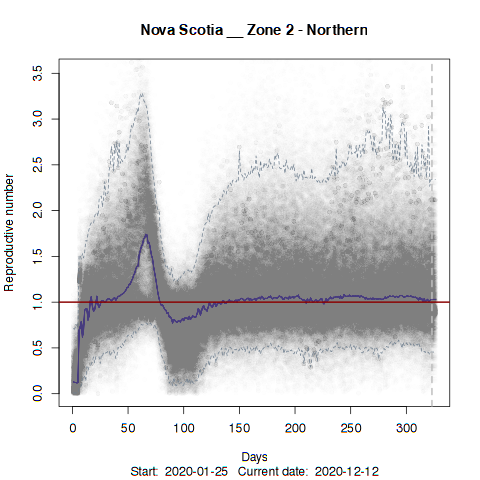 Nova Scotia __ Zone 2 - Northern
Reproductive number
3.5
3.0
2.5
2.0
1.5
1.0
0.5
0.0
0 50 100 150 200 250 300
Days
Start: 2020-01-25 Current date: 2020-12-12